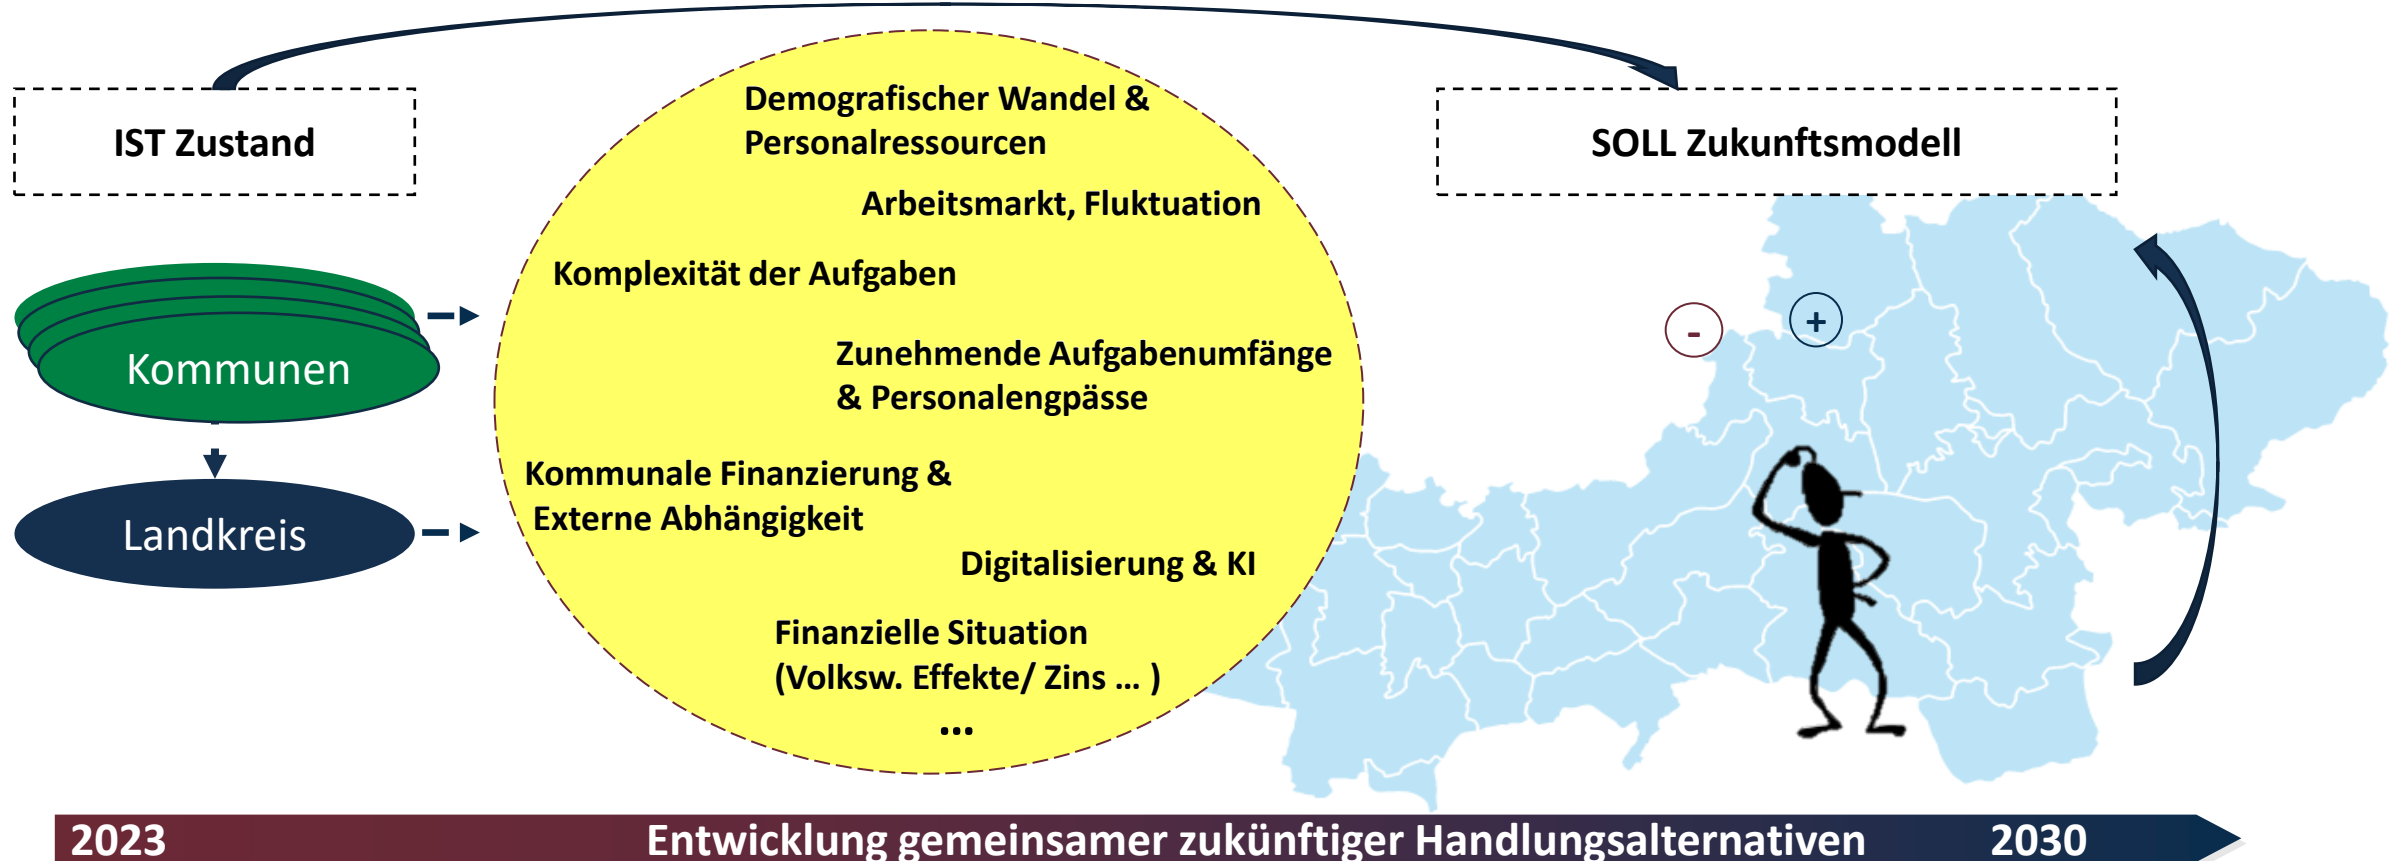 IST Zustand
Kommunen
Landkreis
Demografischer Wandel &
Personalressourcen
Arbeitsmarkt, Fluktuation
Komplexität der Aufgaben
Zunehmende Aufgabenumfänge
& Personalengpässe
Kommunale Finanzierung &
Externe Abhängigkeit
Digitalisierung & KI
Finanzielle Situation
(Volksw. Effekte/ Zins ... )
...
SOLL Zukunftsmodell
- +
2023 Entwicklung gemeinsamer zukünftiger Handlungsalternativen 2030